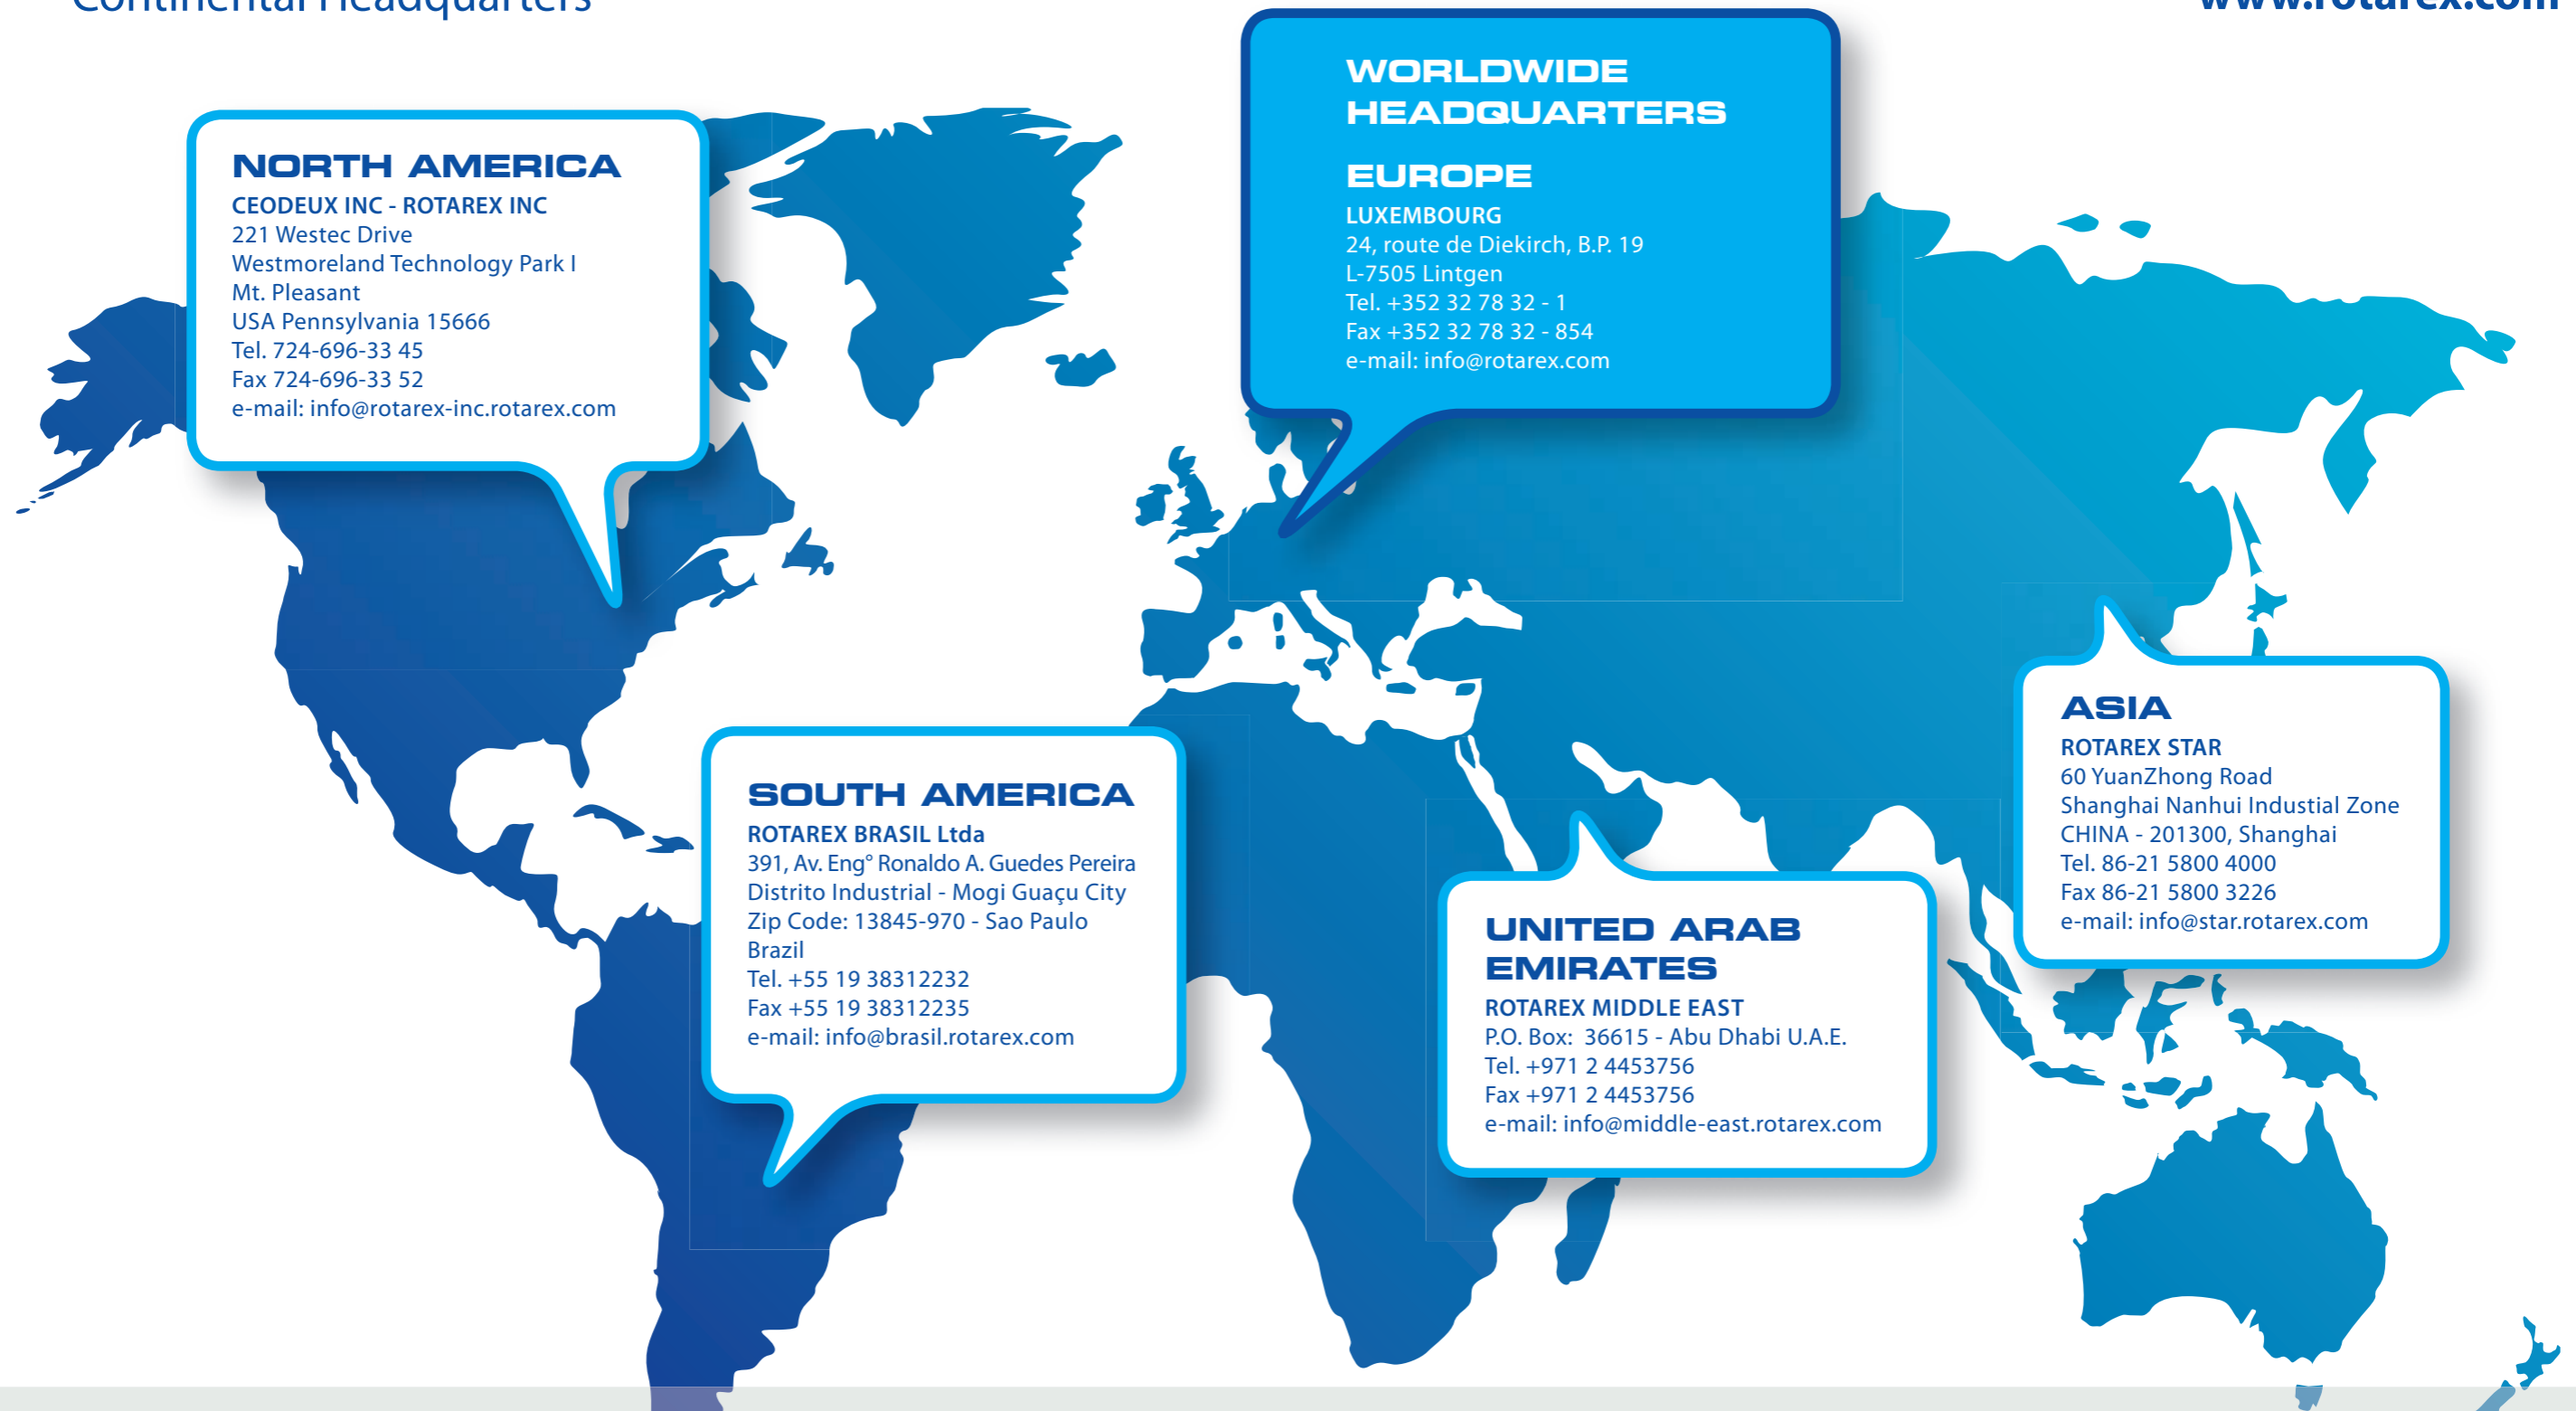 Continental Headquarters
www.rotarex.com
WORLDWIDE
HEADQUARTERS
EUROPE
LUXEMBOURG
24, route de Diekirch, B.P. 19
L-7505 Lintgen
Tel. +352 32 78 32 - 1
Fax +352 32 78 32 - 854
e-mail: info@rotarex.com
NORTH AMERICA
CEODEUX INC - ROTAREX INC
221 Westec Drive
Westmoreland Technology Park I
Mt. Pleasant
USA Pennsylvania 15666
Tel. 724-696-33 45
Fax 724-696-33 52
e-mail: info@rotarex-inc.rotarex.com
SOUTH AMERICA
ROTAREX BRASIL Ltda
391, Av. Eng° Ronaldo A. Guedes Pereira
Distrito Industrial - Mogi Guaçu City
Zip Code: 13845-970 - Sao Paulo
Brazil
Tel. +55 19 38312232
Fax +55 19 38312235
e-mail: info@brasil.rotarex.com
UNITED ARAB
EMIRATES
ROTAREX MIDDLE EAST
P.O. Box:  36615 - Abu Dhabi U.A.E.
Tel. +971 2 4453756
Fax +971 2 4453756
e-mail: info@middle-east.rotarex.com
ASIA
ROTAREX STAR
60 YuanZhong Road
Shanghai Nanhui Industial Zone
CHINA - 201300, Shanghai
Tel. 86-21 5800 4000
Fax 86-21 5800 3226
e-mail: info@star.rotarex.com